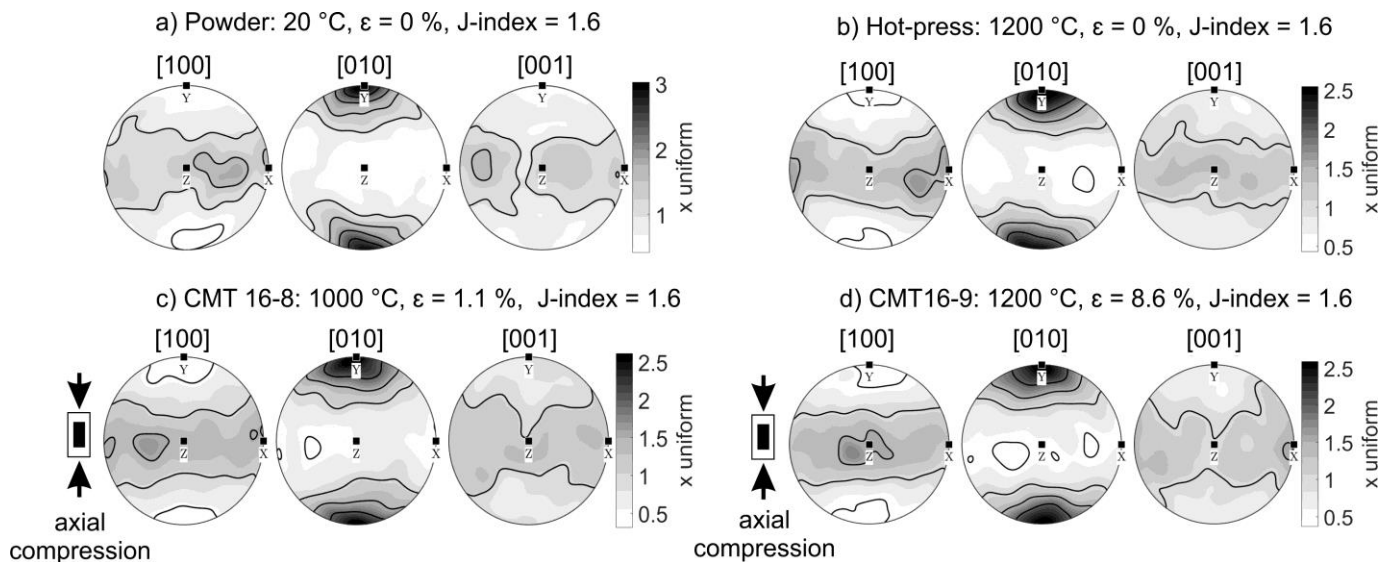 a) Powder: 20 °C, ε = 0 %, J-index = 1.6
[100] [010] [001]
Y Y Y
Z X Z X Z X
3
2
1
x uniform
b) Hot-press: 1200 °C, ε = 0 %, J-index = 1.6
[100] [010] [001]
Y Y Y
Z X Z X Z X
2.5
2
1.5
1
0.5
x uniform
c) CMT 16-8: 1000 °C, ε = 1.1 %, J-index = 1.6
[100] [010] [001]
Y Y Y
Z X Z X Z X
2.5
2
1.5
1
0.5
x uniform
axial
compression
d) CMT16-9: 1200 °C, ε = 8.6 %, J-index = 1.6
[100] [010] [001]
Y Y Y
Z X Z X Z X
2.5
2
1.5
1
0.5
x uniform
axial
compression